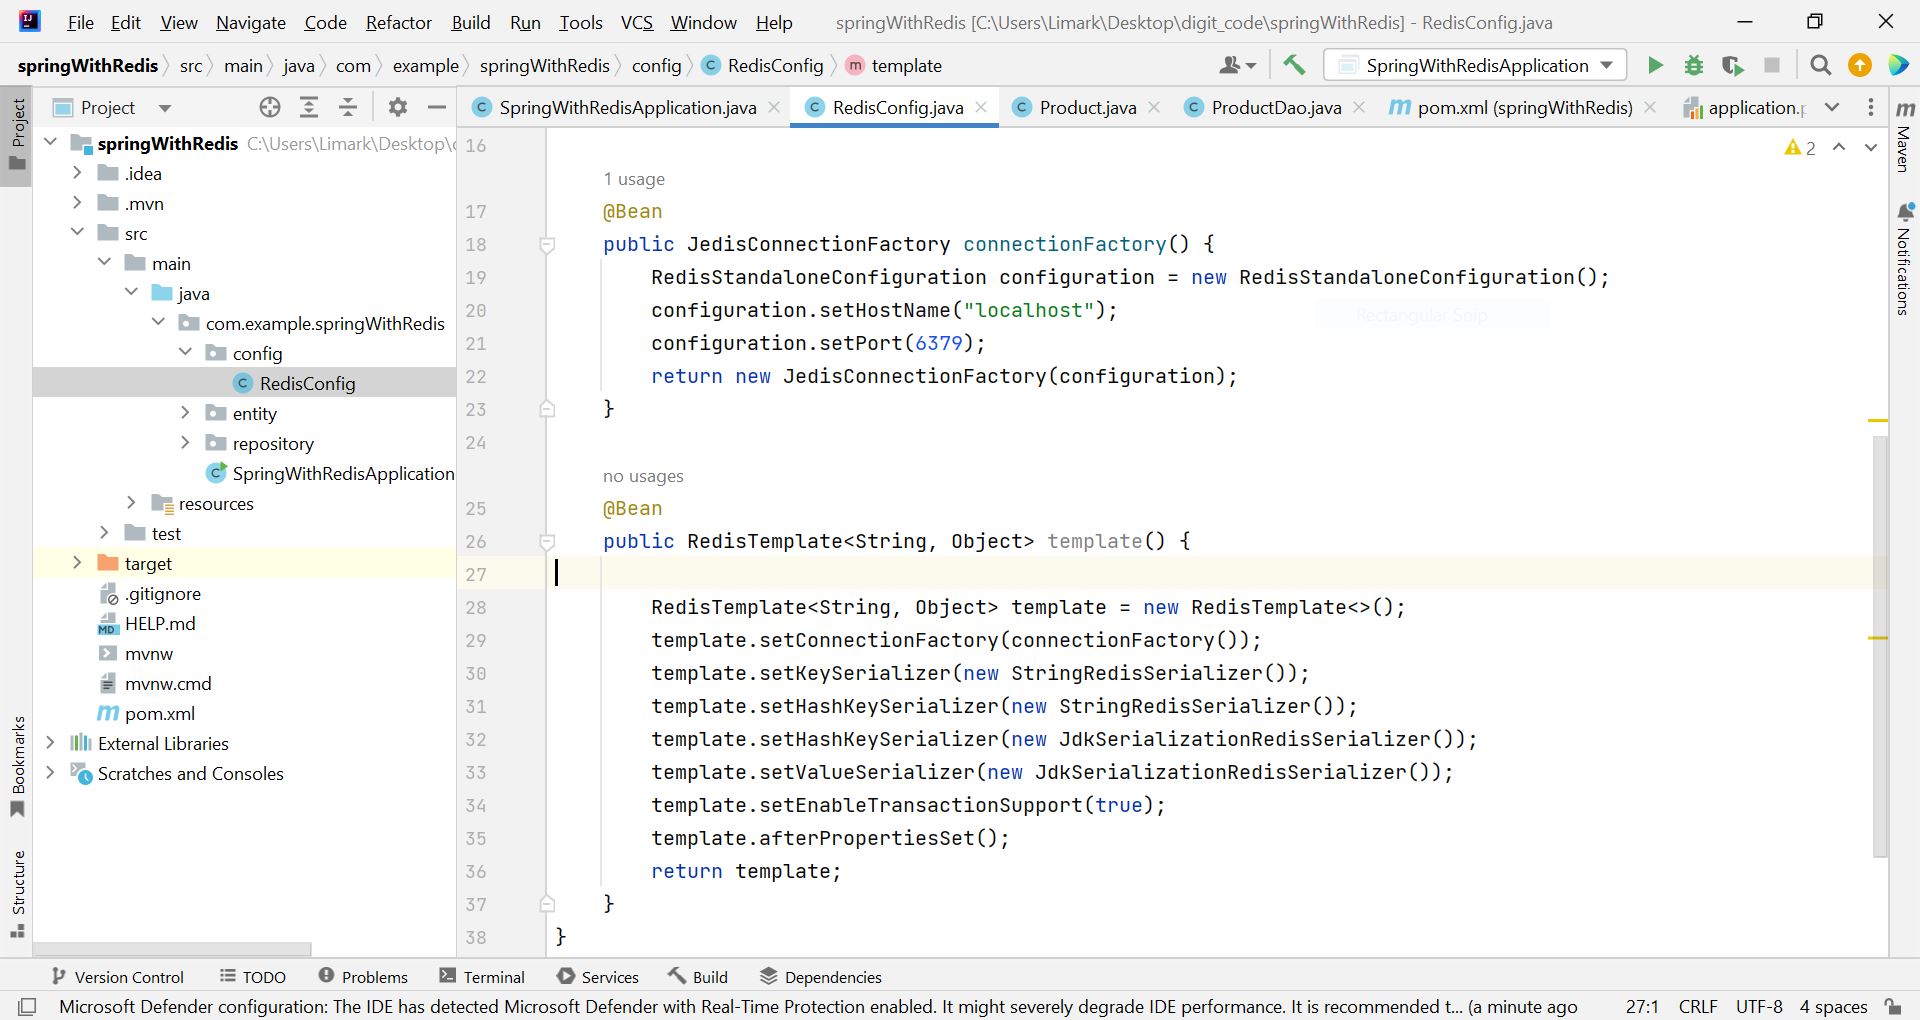 File Edit View Navigate Code Refactor Build Run Tools VCS Window Help springWithRedis [C:\Users\Limark\Desktop\digit_code\springWithRedis] - RedisConfig.java
springWithRedis src main java com example springWithRedis config C RedisConfig m template SpringWithRedisApplication
Project
SpringWithRedisApplication.java RedisConfig.java Product.java ProductDao.java pom.xml (springWithRedis) application.p
springWithRedis C:\Users\Limark\Desktop\
.idea
.mvn
src
main
java
com.example.springWithRedis
config
RedisConfig
entity
repository
SpringWithRedisApplication
resources
test
target
.gitignore
HELP.md
mvnw
mvnw.cmd
pom.xml
External Libraries
Scratches and Consoles
16
2
1 usage
17 @Bean
18 public JedisConnectionFactory connectionFactory() {
19 RedisStandaloneConfiguration configuration = new RedisStandaloneConfiguration();
20 configuration.setHostName("localhost");
Rectangular Snip
21 configuration.setPort(6379);
22 return new JedisConnectionFactory(configuration);
23 }
24
no usages
25 @Bean
26 public RedisTemplate<String, Object> template() {
27
28 RedisTemplate<String, Object> template = new RedisTemplate<>();
29 template.setConnectionFactory(connectionFactory());
30 template.setKeySerializer(new StringRedisSerializer());
31 template.setHashKeySerializer(new StringRedisSerializer());
32 template.setHashKeySerializer(new JdkSerializationRedisSerializer());
33 template.setValueSerializer(new JdkSerializationRedisSerializer());
34 template.setEnableTransactionSupport(true);
35 template.afterPropertiesSet();
36 return template;
37 }
38 }
Project
Bookmarks
Structure
Maven
Notifications
Version Control TODO Problems Terminal Services Build Dependencies
Microsoft Defender configuration: The IDE has detected Microsoft Defender with Real-Time Protection enabled. It might severely degrade IDE performance. It is recommended t... (a minute ago 27:1 CRLF UTF-8 4 spaces